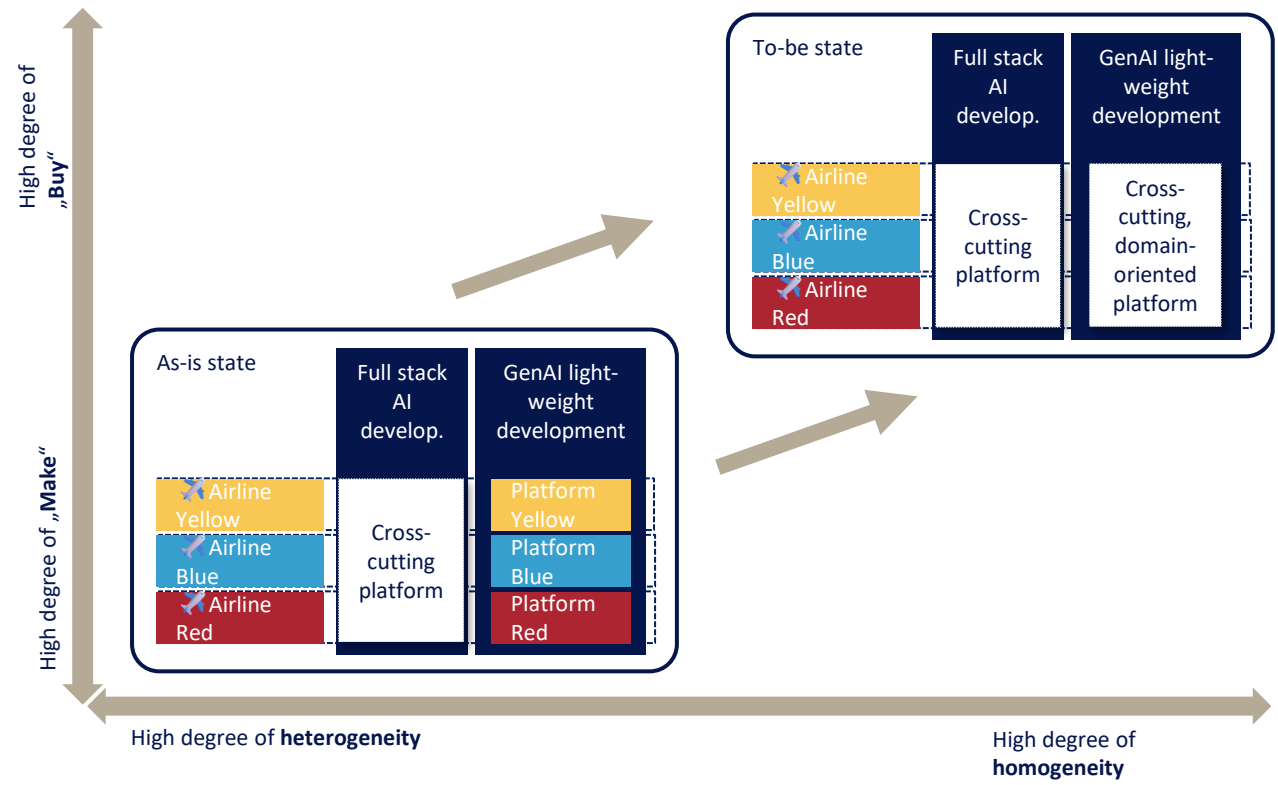 High degree of
„Buy“
High degree of „Make“
To-be state
Full stack
AI
develop.
GenAI light-
weight
development
Airline
Yellow
Airline
Blue
Airline
Red
Cross-
cutting
platform
Cross-
cutting,
domain-
oriented
platform
As-is state
Full stack
AI
develop.
GenAI light-
weight
development
Airline
Yellow
Airline
Blue
Airline
Red
Cross-
cutting
platform
Platform
Yellow
Platform
Blue
Platform
Red
High degree of heterogeneity
High degree of
homogeneity